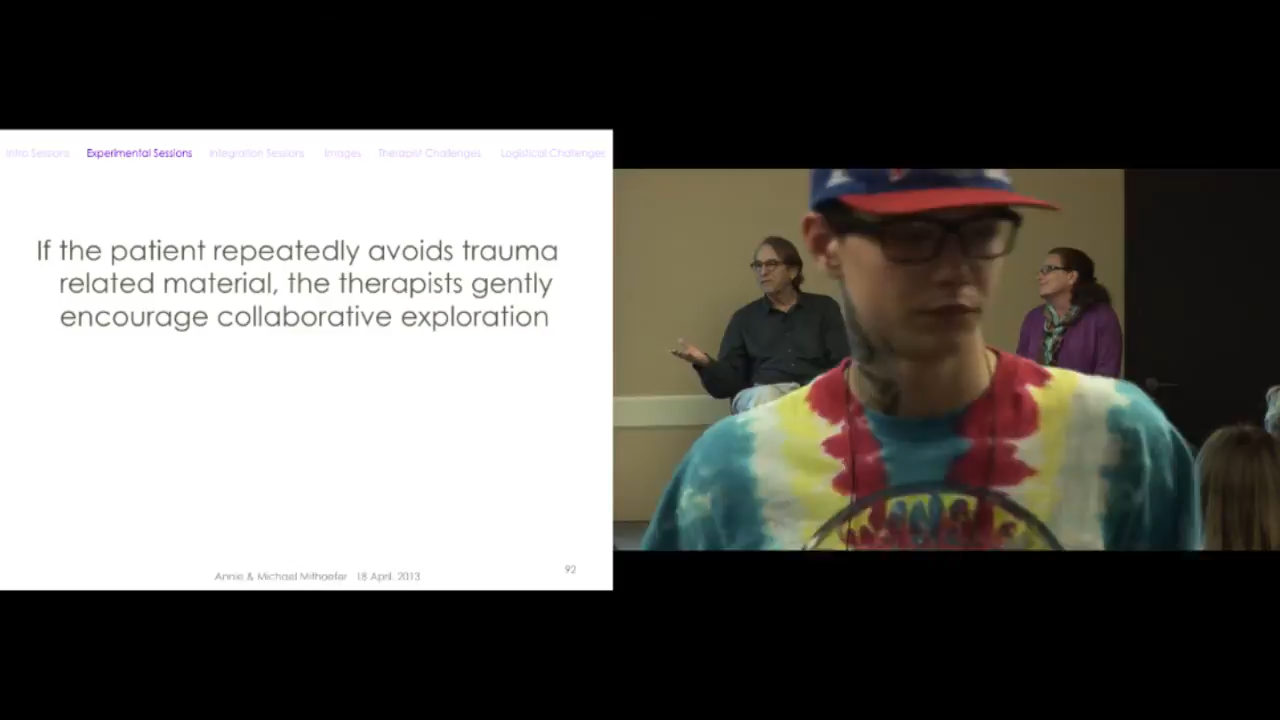 Intro Sessions Experimental Sessions Integration Sessions Images Therapist Challenges Logistical Challenges
If the patient repeatedly avoids trauma
related material, the therapists gently
encourage collaborative exploration
Annie & Michael Mithoefer 18 April, 2013
92